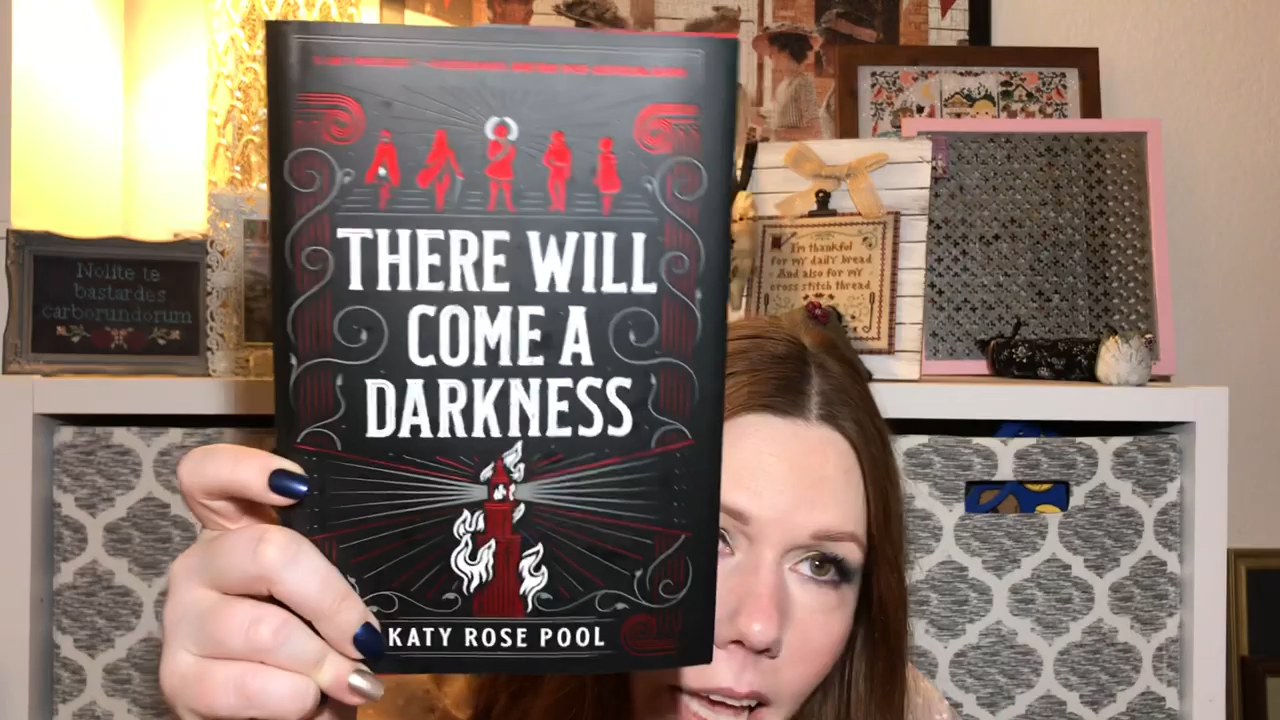 THERE WILL
COME A
DARKNESS
KATY ROSE POOL
Nolite te
bastardes
carborundorum
I'm thankful
for my daily bread
And also for my
cross stitch thread